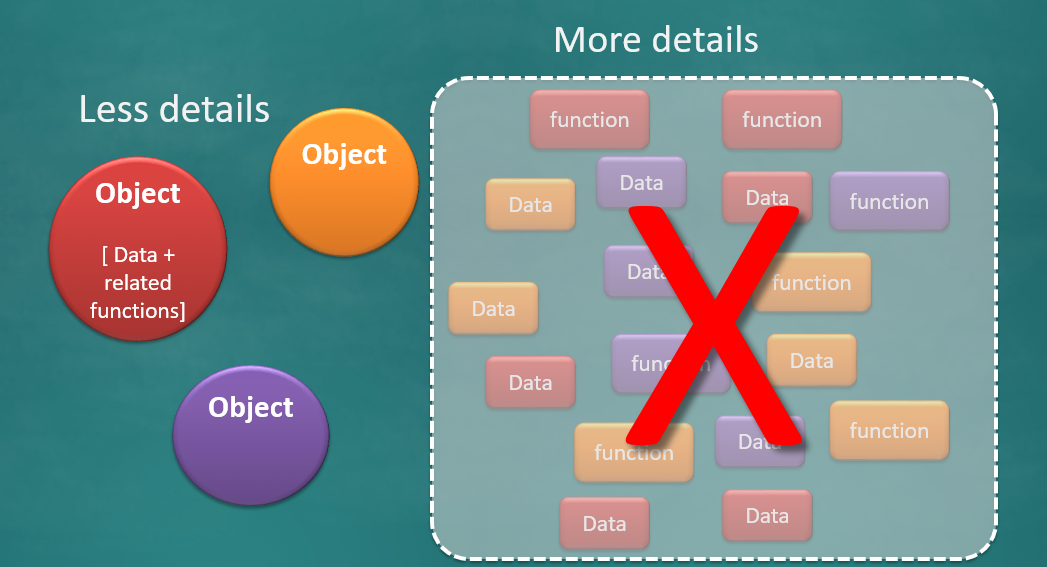 More details
Less details
Object
[ Data +
related
functions]
Object
Object
function
function
Data
Data
Data
function
Data
function
Data
function
Data
Data
function
function
Data
Data
Data